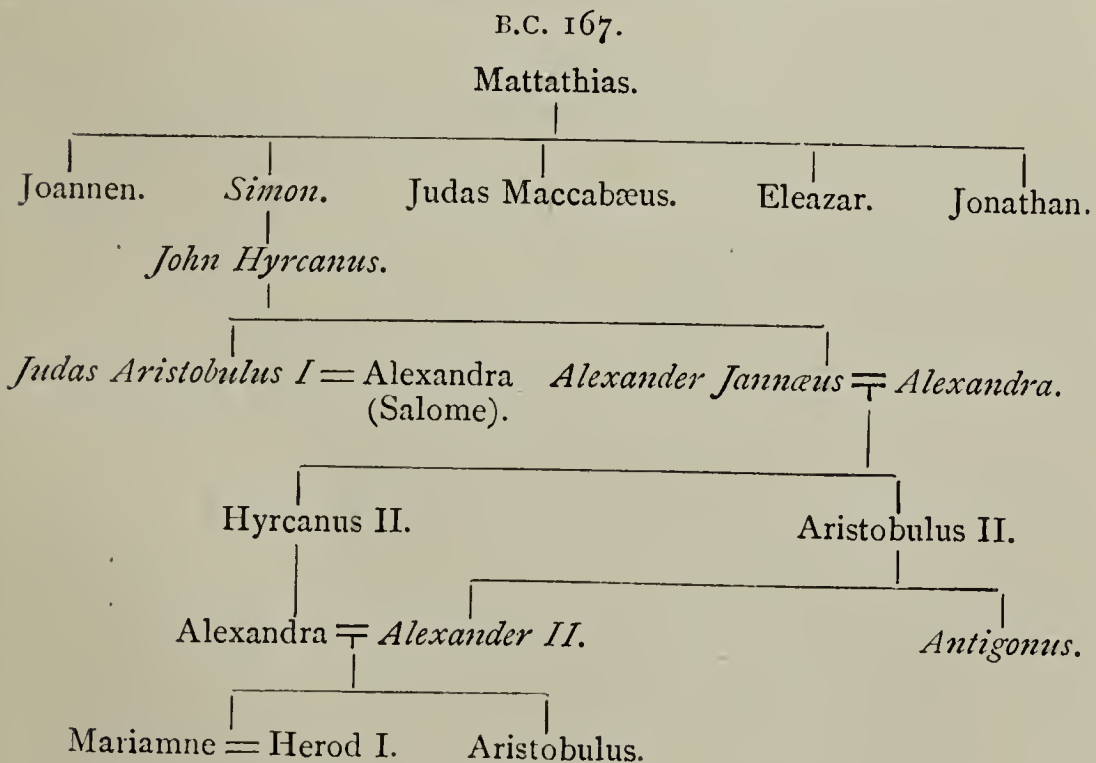 B.C. 167.
Mattathias.
Joannen. Simon. Judas Maccabæus. Eleazar. Jonathan.
John Hyrcanus.
Judas Aristobulus I = Alexandra (Salome). Alexander Jannæus = Alexandra.
Hyrcanus II. Aristobulus II.
Alexandra = Alexander II. Antigonus.
Mariamne = Herod I. Aristobulus.